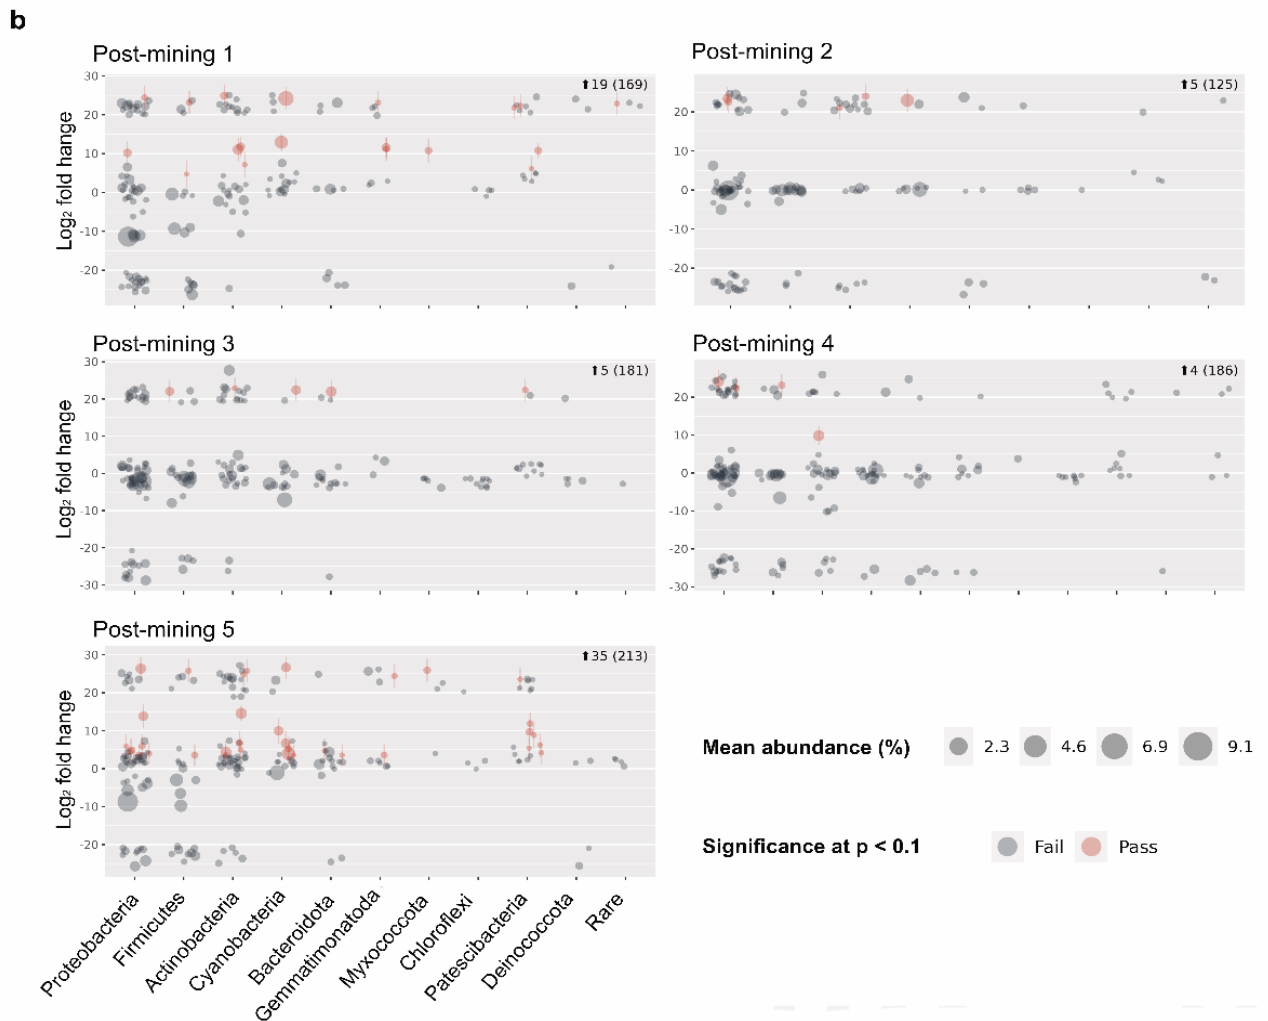 b
Post-mining 1
Log2 fold hange
30
20
10
0
-10
-20
⬆19 (169)
Post-mining 2
20
10
0
-10
-20
⬆5 (125)
Post-mining 3
Log2 fold hange
30
20
10
0
-10
-20
-30
⬆5 (181)
Post-mining 4
20
10
0
-10
-20
-30
⬆4 (186)
Post-mining 5
Log2 fold hange
30
20
10
0
-10
-20
⬆35 (213)
Proteobacteria
Firmicutes
Actinobacteria
Cyanobacteria
Bacteroidota
Gemmatimonatoda
Myxococcota
Chloroflexi
Patescibacteria
Deinococcota
Rare
Mean abundance (%) 2.3 4.6 6.9 9.1
Significance at p < 0.1 Fail Pass